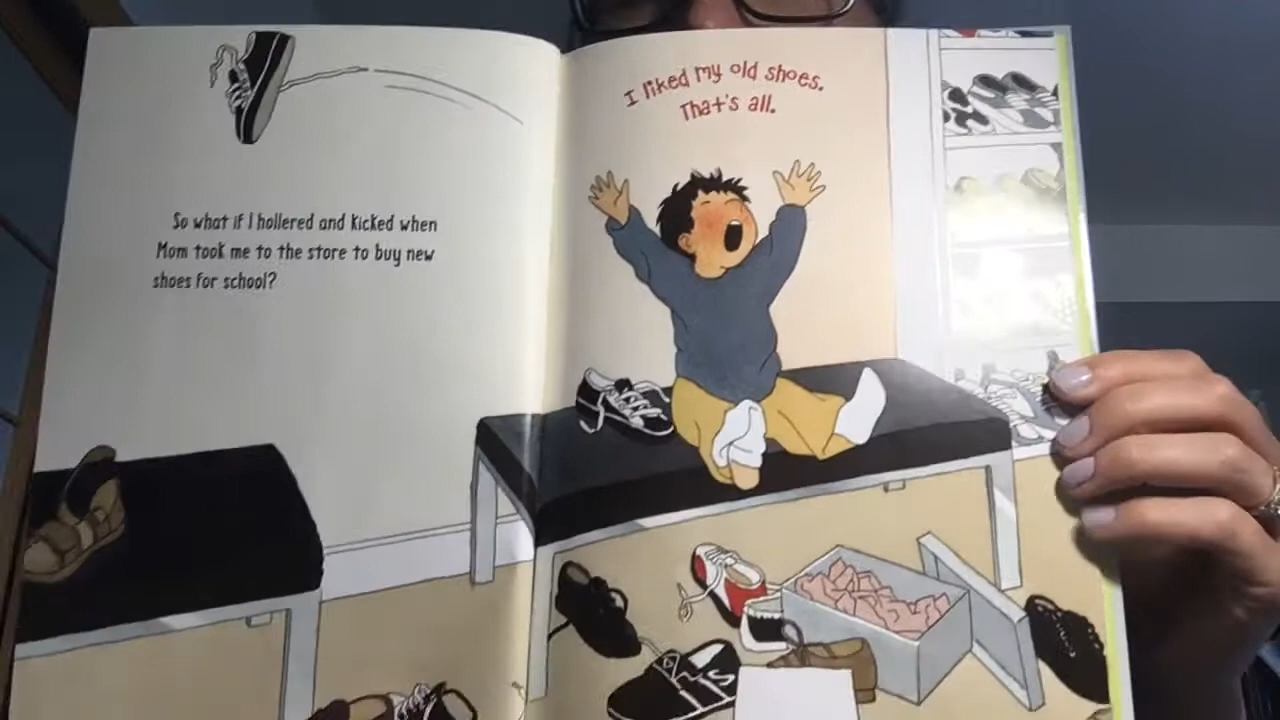 So what if I hollered and kicked when
Mom took me to the store to buy new
shoes for school?
I liked my old shoes.
That's all.